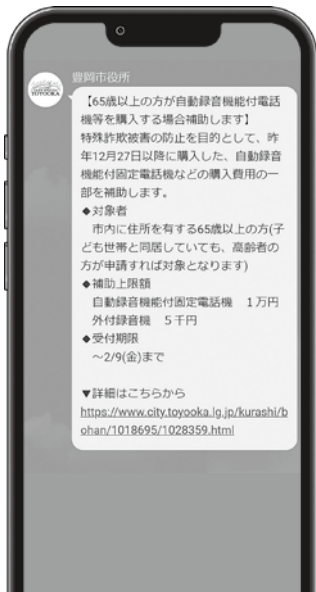 豊岡市役所
TOYOOKA
【65歳以上の方が自動録音機能付電話
機等を購入する場合補助します】
特殊詐欺被害の防止を目的として、昨
年12月27日以降に購入した、自動録音
機能付固定電話機などの購入費用の一
部を補助します。
◆対象者
　市内に住所を有する65歳以上の方(子
ども世帯と同居していても、高齢者の
方が申請すれば対象となります)
◆補助上限額
　自動録音機能付固定電話機　1万円
　外付録音機　5千円
◆受付期限
　～2/9(金)まで
▼詳細はこちらから
https://www.city.toyooka.lg.jp/kurashi/b
ohan/1018695/1028359.html